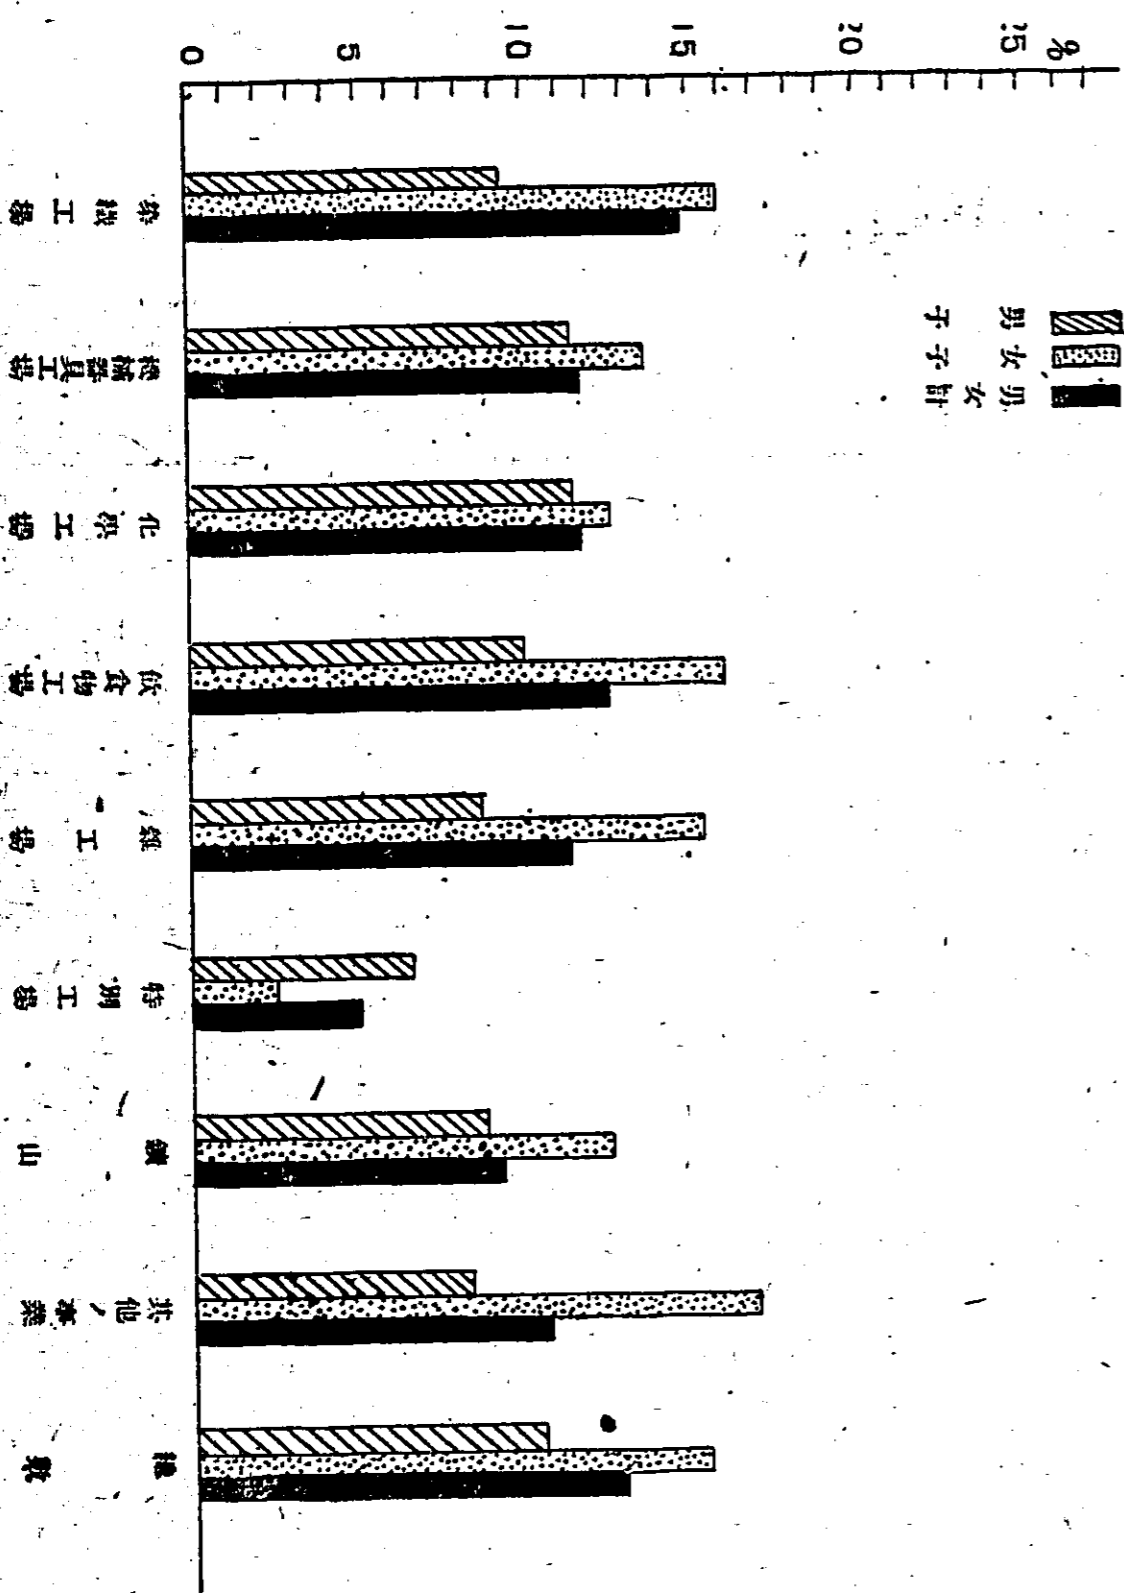 %
25
20
15
10
5
0
男子
女子
男女計
染織工場
機械器具工場
化學工場
飲食物工場
雜工場
特別工場
鑛山
其他ノ事業
總數